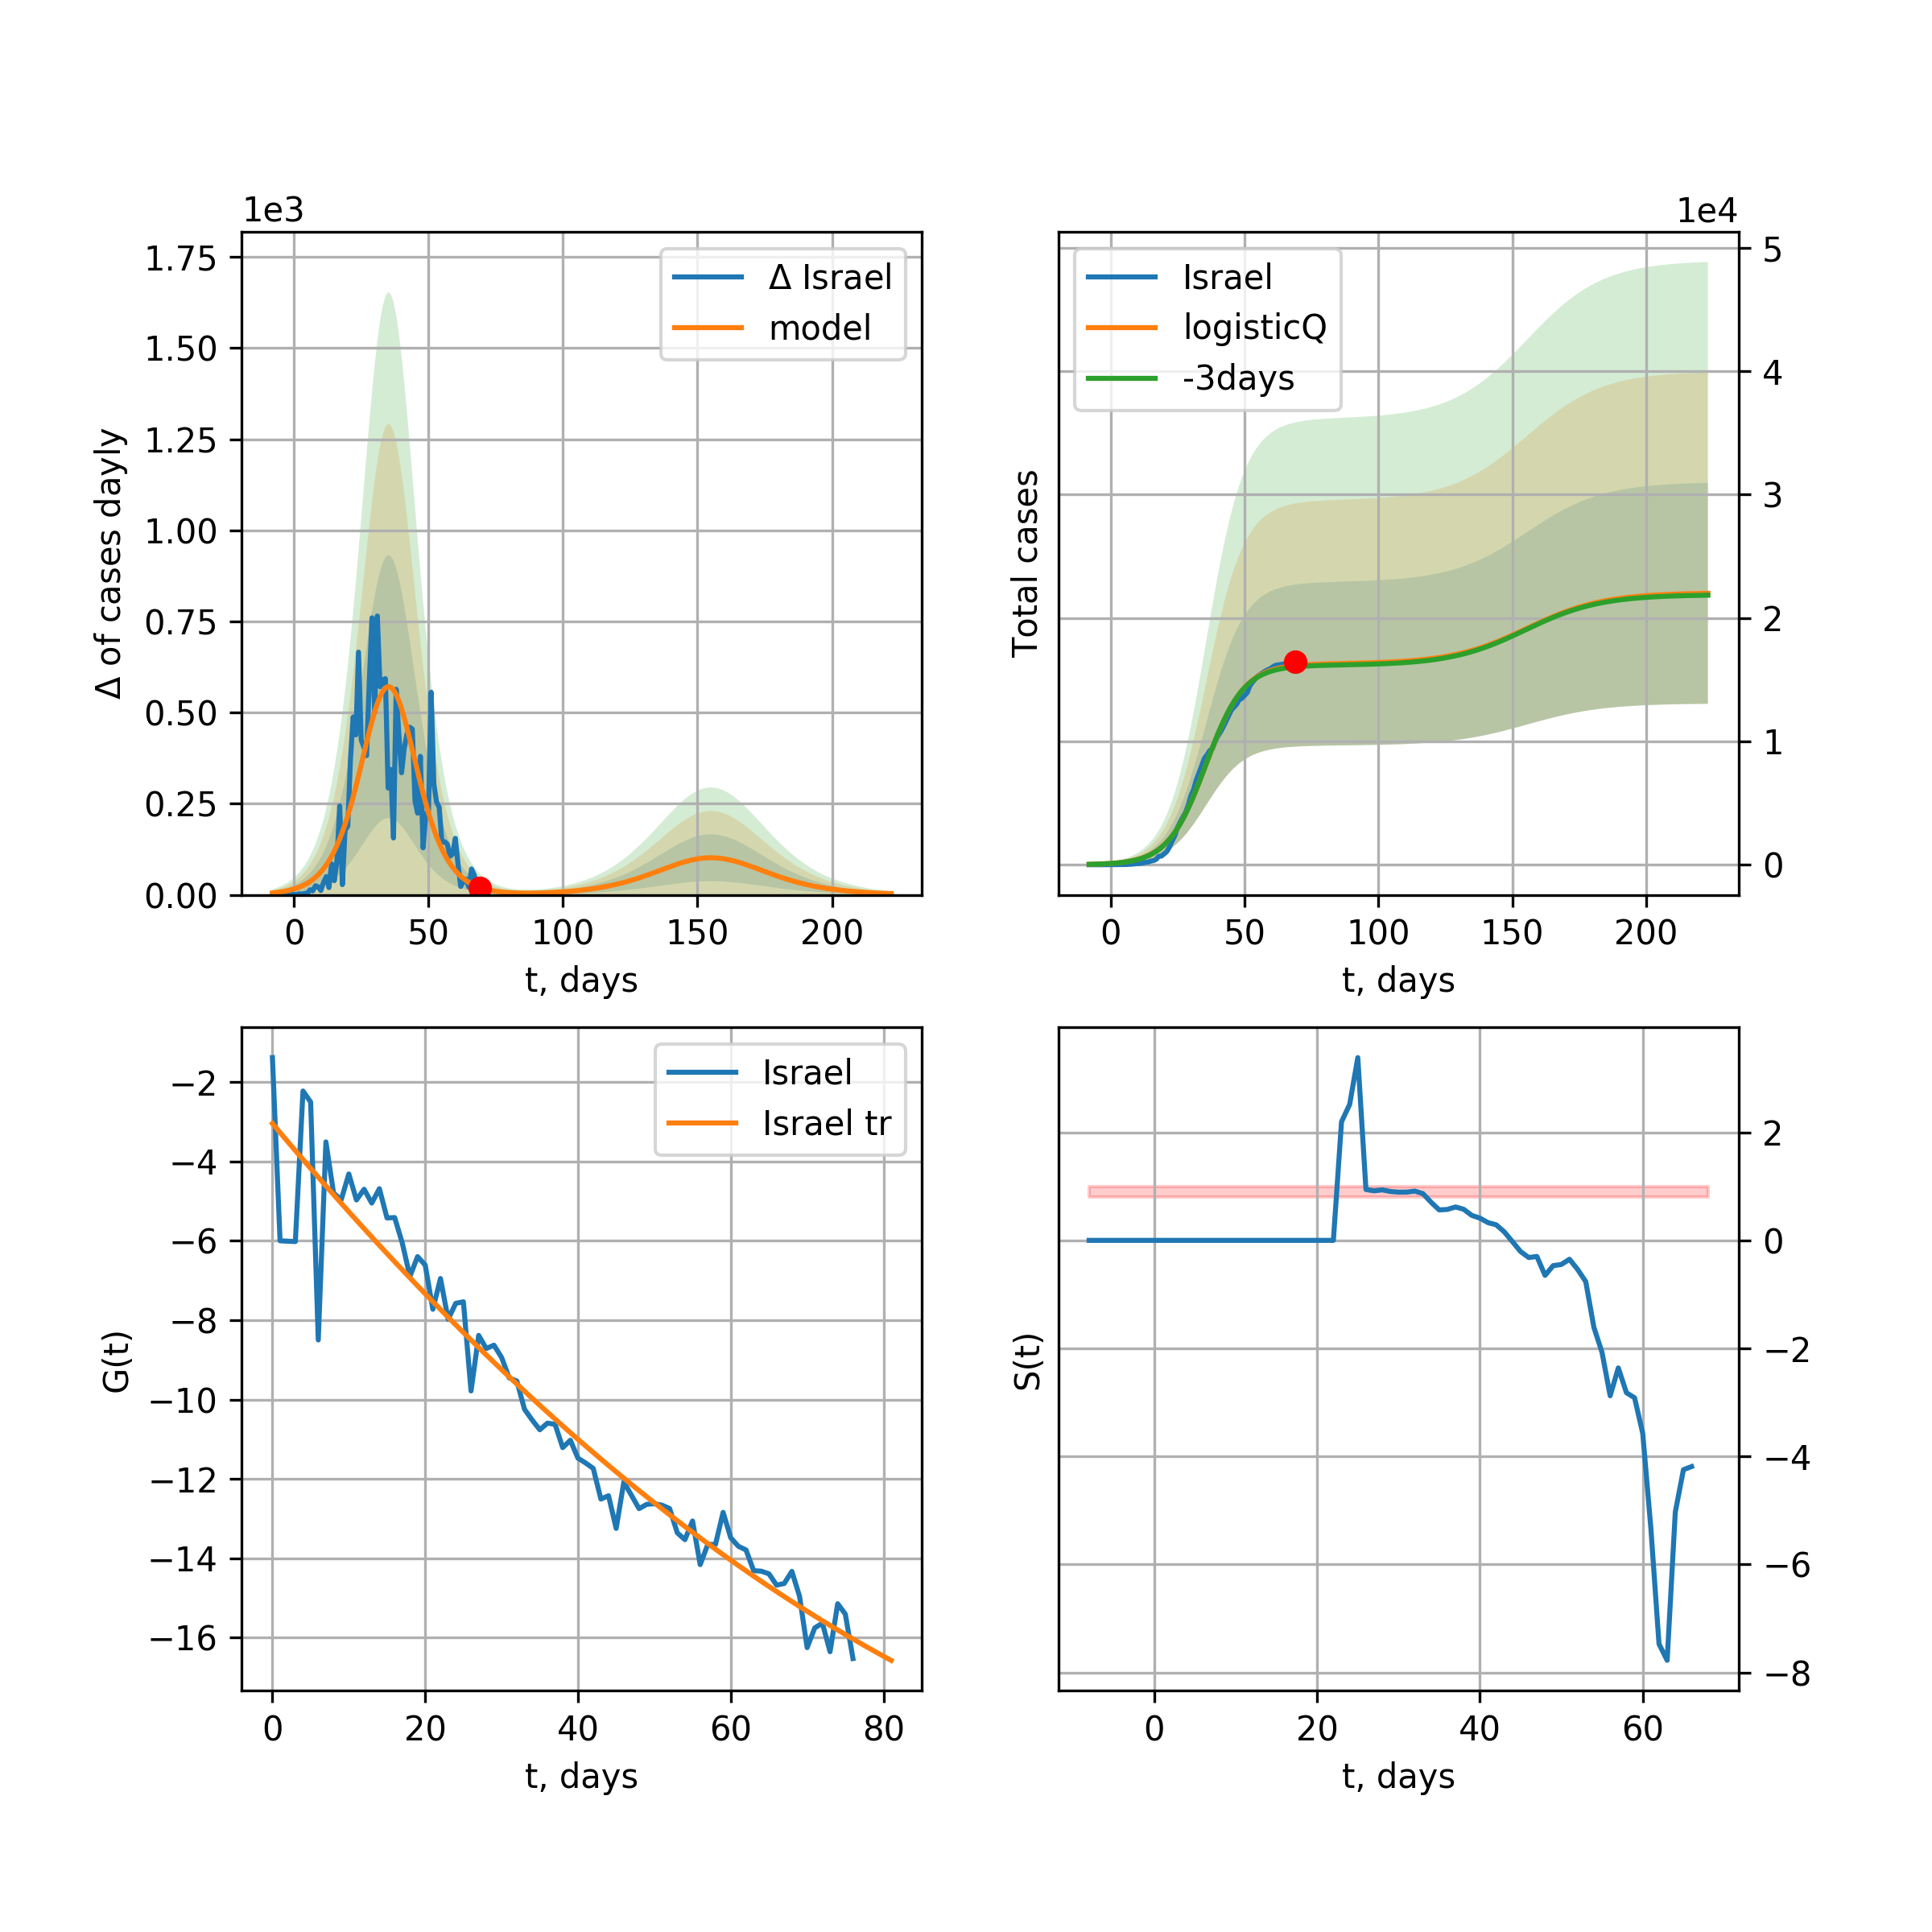 1e3
1.75
1.50
1.25
1.00
0.75
0.50
0.25
0.00
Δ of cases dayly
Δ Israel
model
0 50 100 150 200
t, days
1e4
Israel
logisticQ
-3days
Total cases
5
4
3
2
1
0
0 50 100 150 200
t, days
−2
−4
−6
−8
−10
−12
−14
−16
G(t)
Israel
Israel tr
0 20 40 60 80
t, days
S(t)
2
0
−2
−4
−6
−8
0 20 40 60
t, days